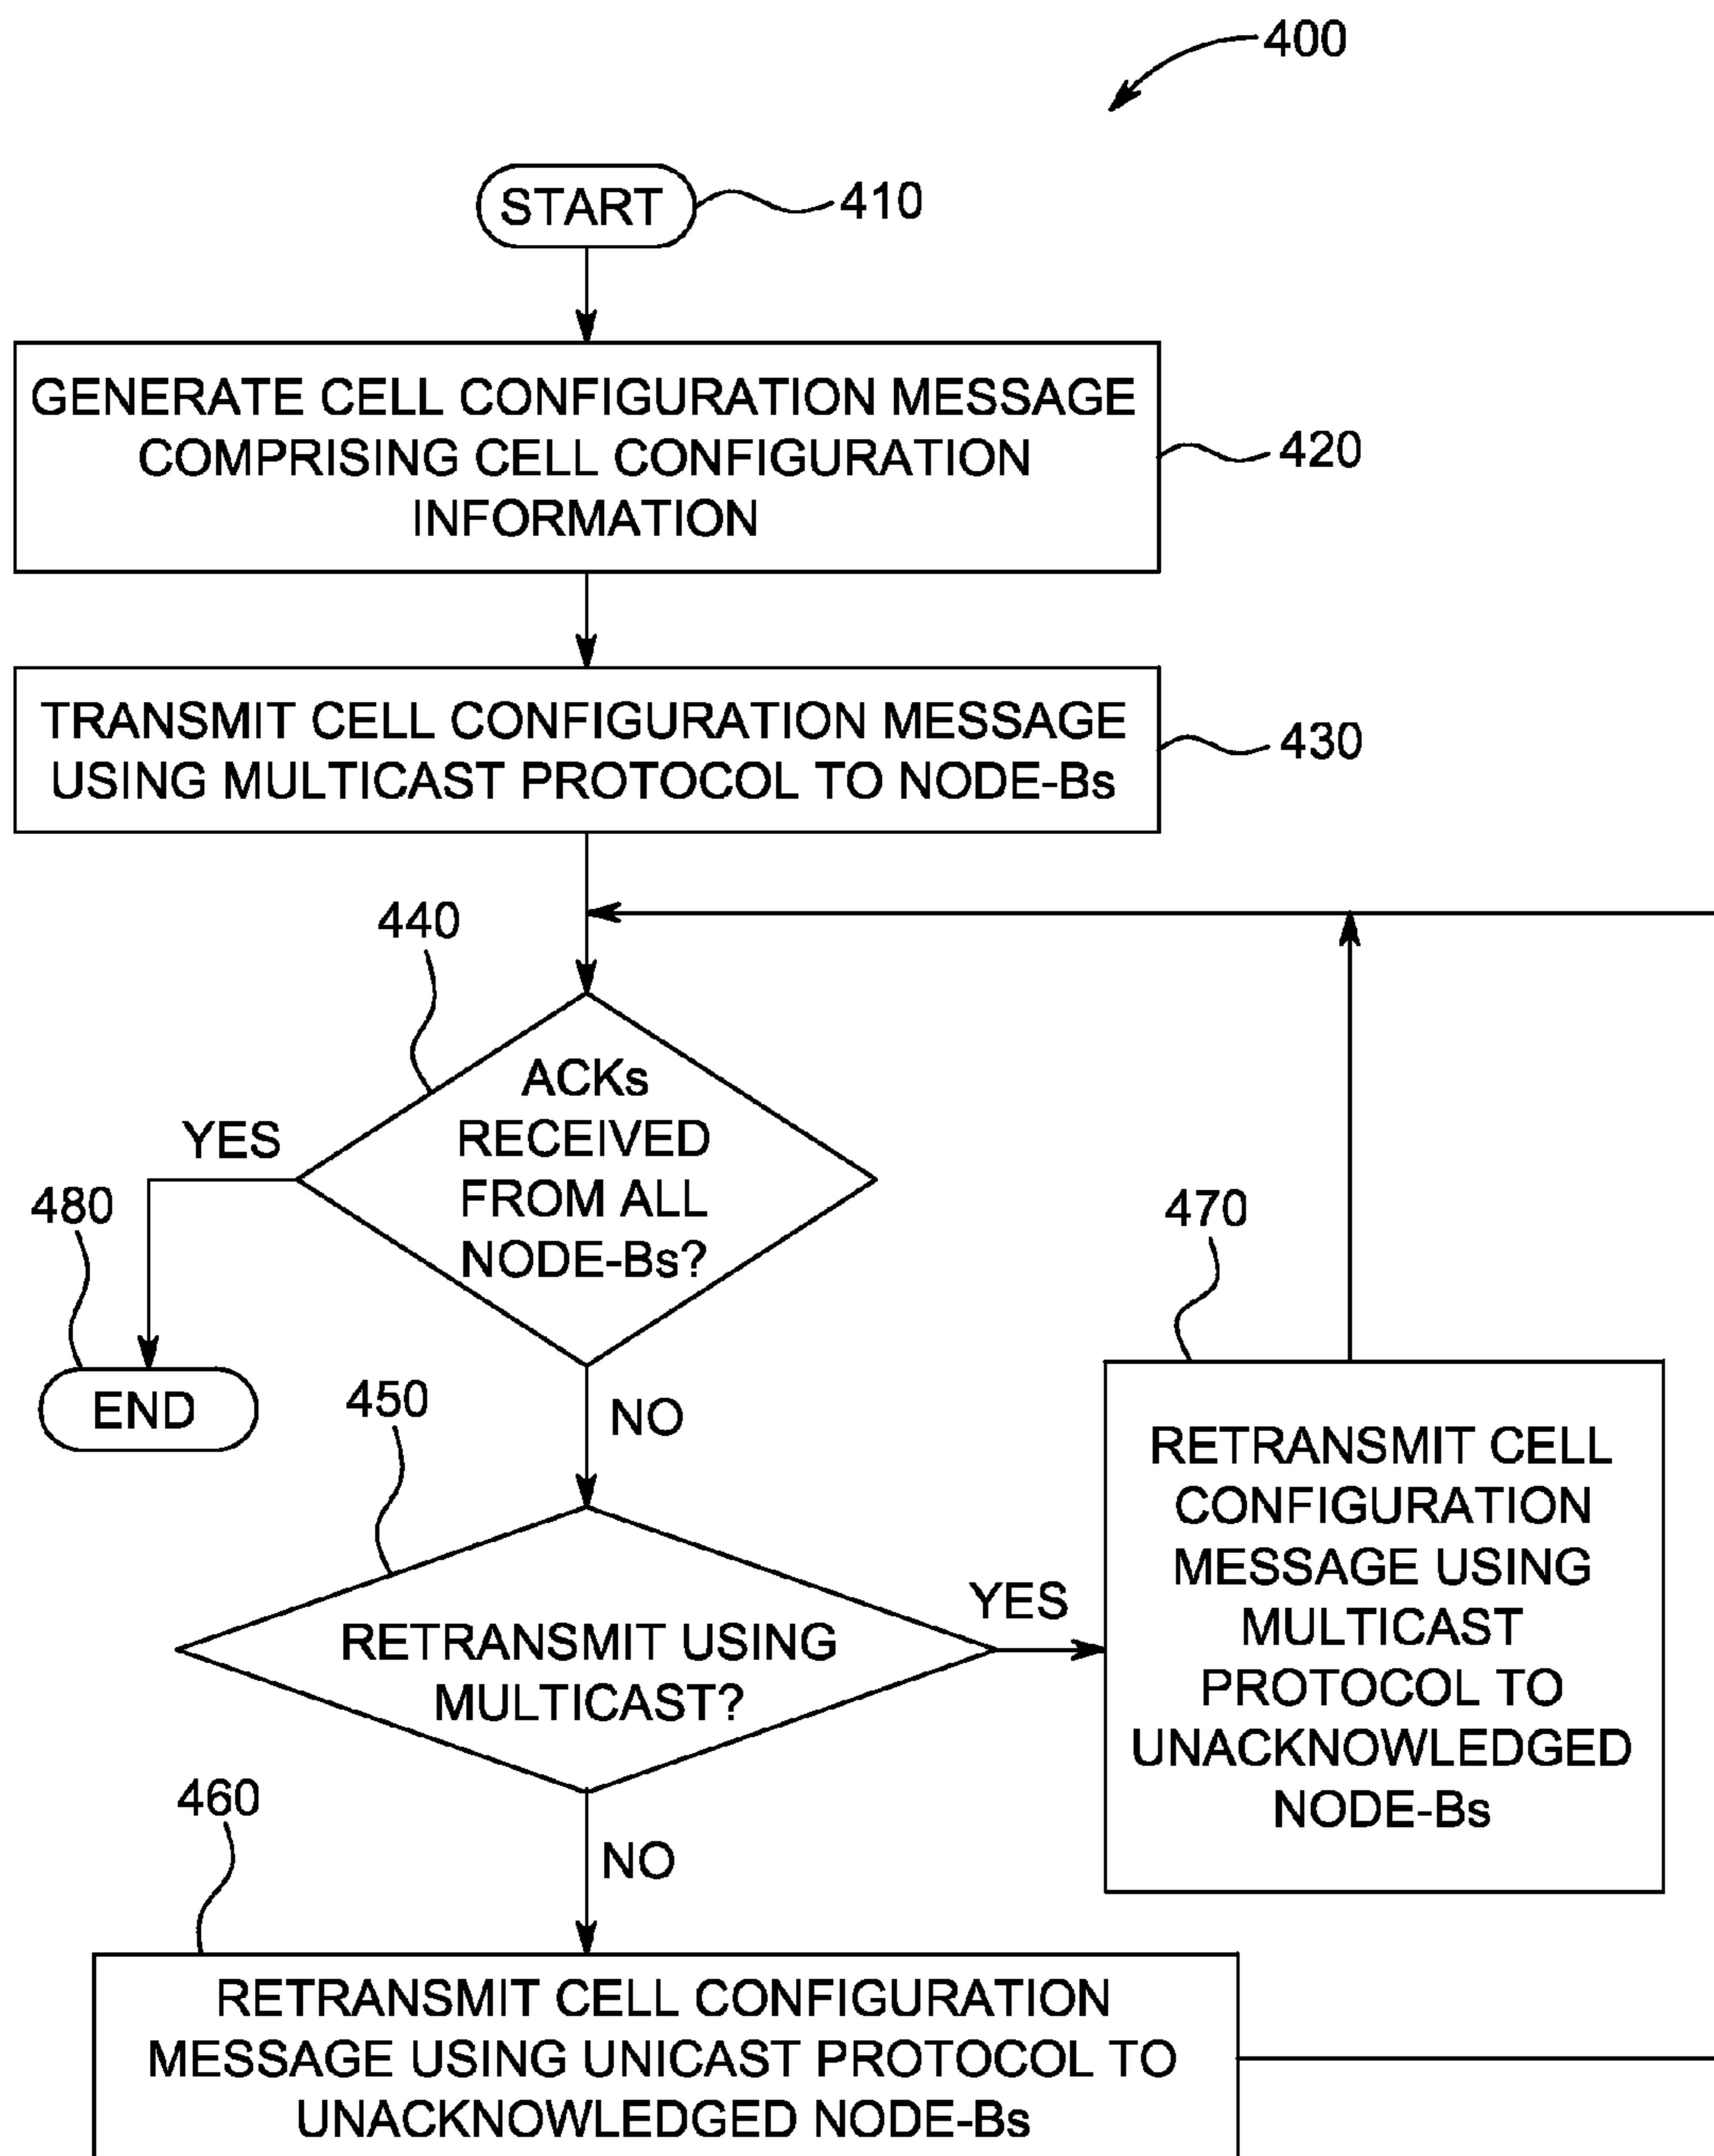 400
START
410
GENERATE CELL CONFIGURATION MESSAGE
COMPRISING CELL CONFIGURATION
INFORMATION
420
TRANSMIT CELL CONFIGURATION MESSAGE
USING MULTICAST PROTOCOL TO NODE-Bs
430
440
ACKs
RECEIVED
FROM ALL
NODE-Bs?
YES
480
END
NO
450
RETRANSMIT USING
MULTICAST?
YES
470
RETRANSMIT CELL
CONFIGURATION
MESSAGE USING
MULTICAST
PROTOCOL TO
UNACKNOWLEDGED
NODE-Bs
NO
460
RETRANSMIT CELL CONFIGURATION
MESSAGE USING UNICAST PROTOCOL TO
UNACKNOWLEDGED NODE-Bs